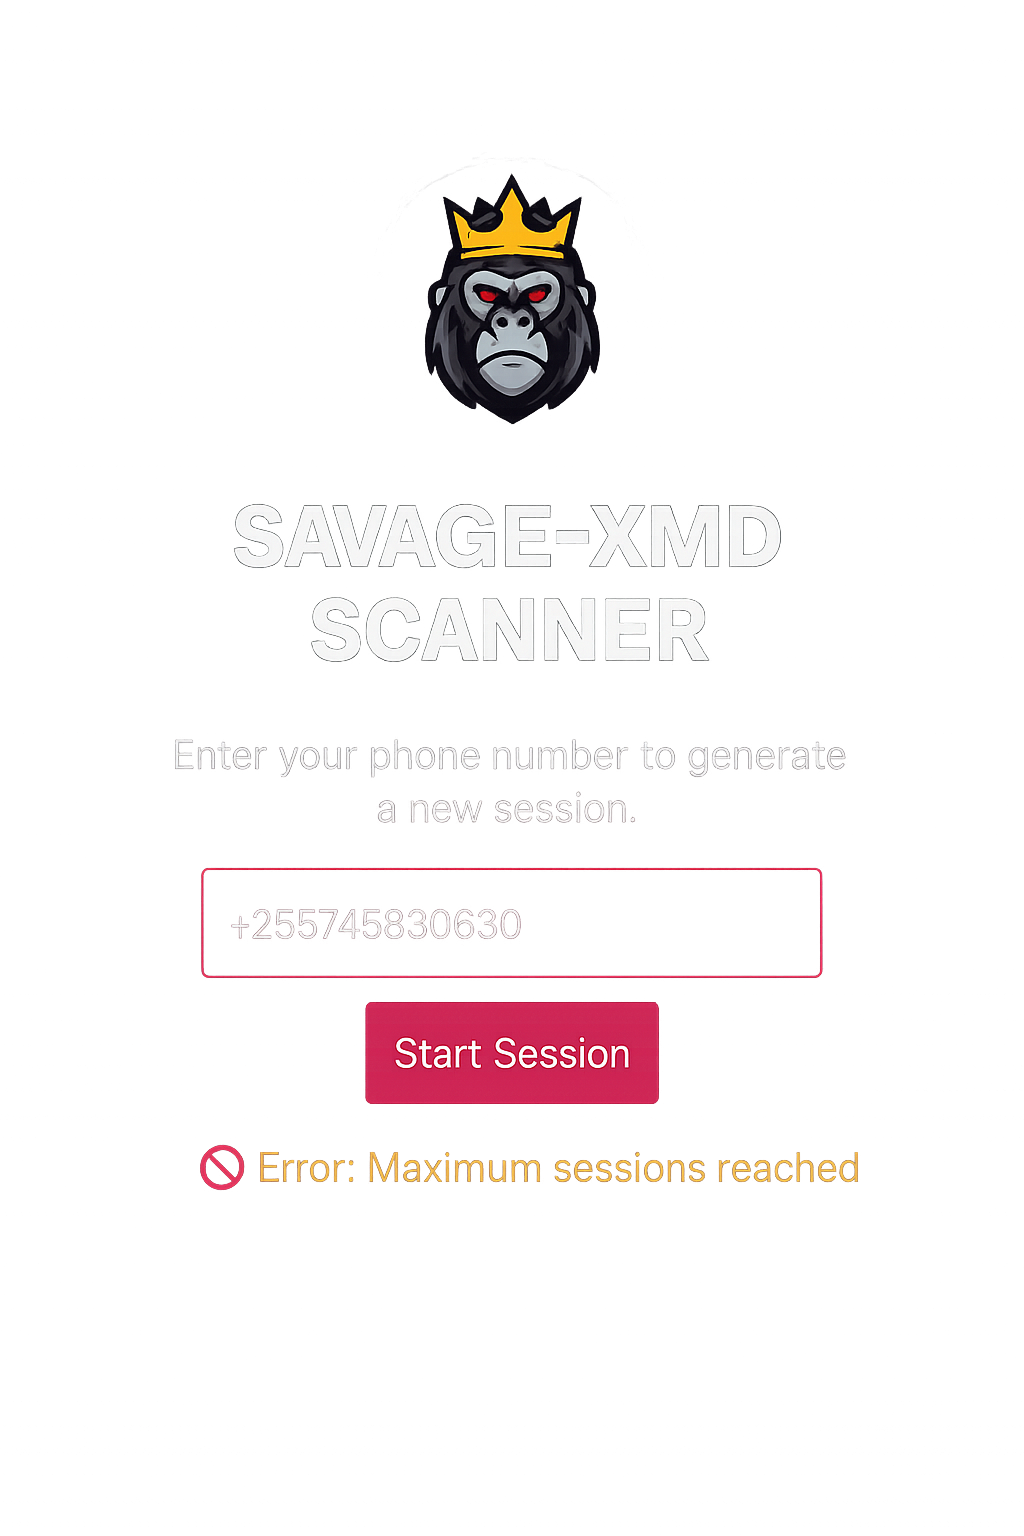 SAVAGE-XMD
SCANNER
Enter your phone number to generate
a new session.
+255745830630
Start Session
Error: Maximum sessions reached